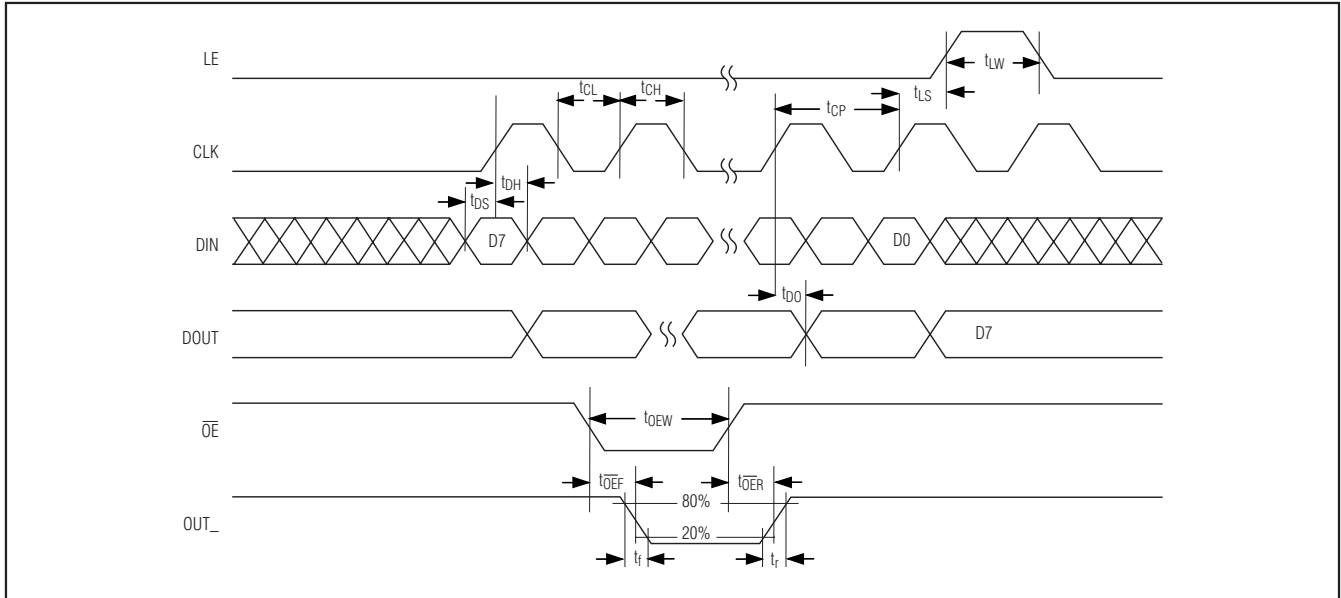 LE
tLW
tCL
tCH
tLS
tCP
CLK
tDH
tDS
DIN
D7
D0
tDO
DOUT
D7
OE
tOEW
tOEF
tOER
80%
OUT_
20%
tf
tr